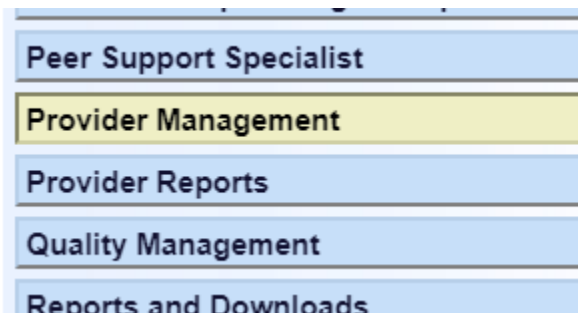 Peer Support Specialist
Provider Management
Provider Reports
Quality Management
Reports and Downloads